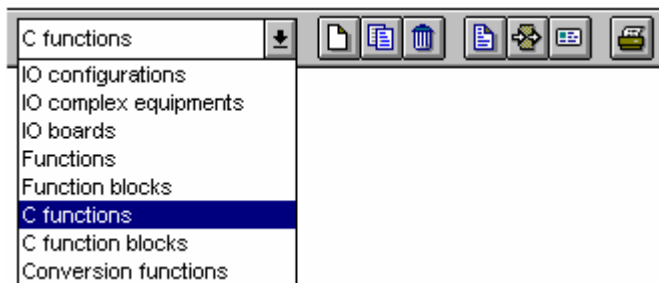 C functions
IO configurations
IO complex equipments
IO boards
Functions
Function blocks
C functions
C function blocks
Conversion functions